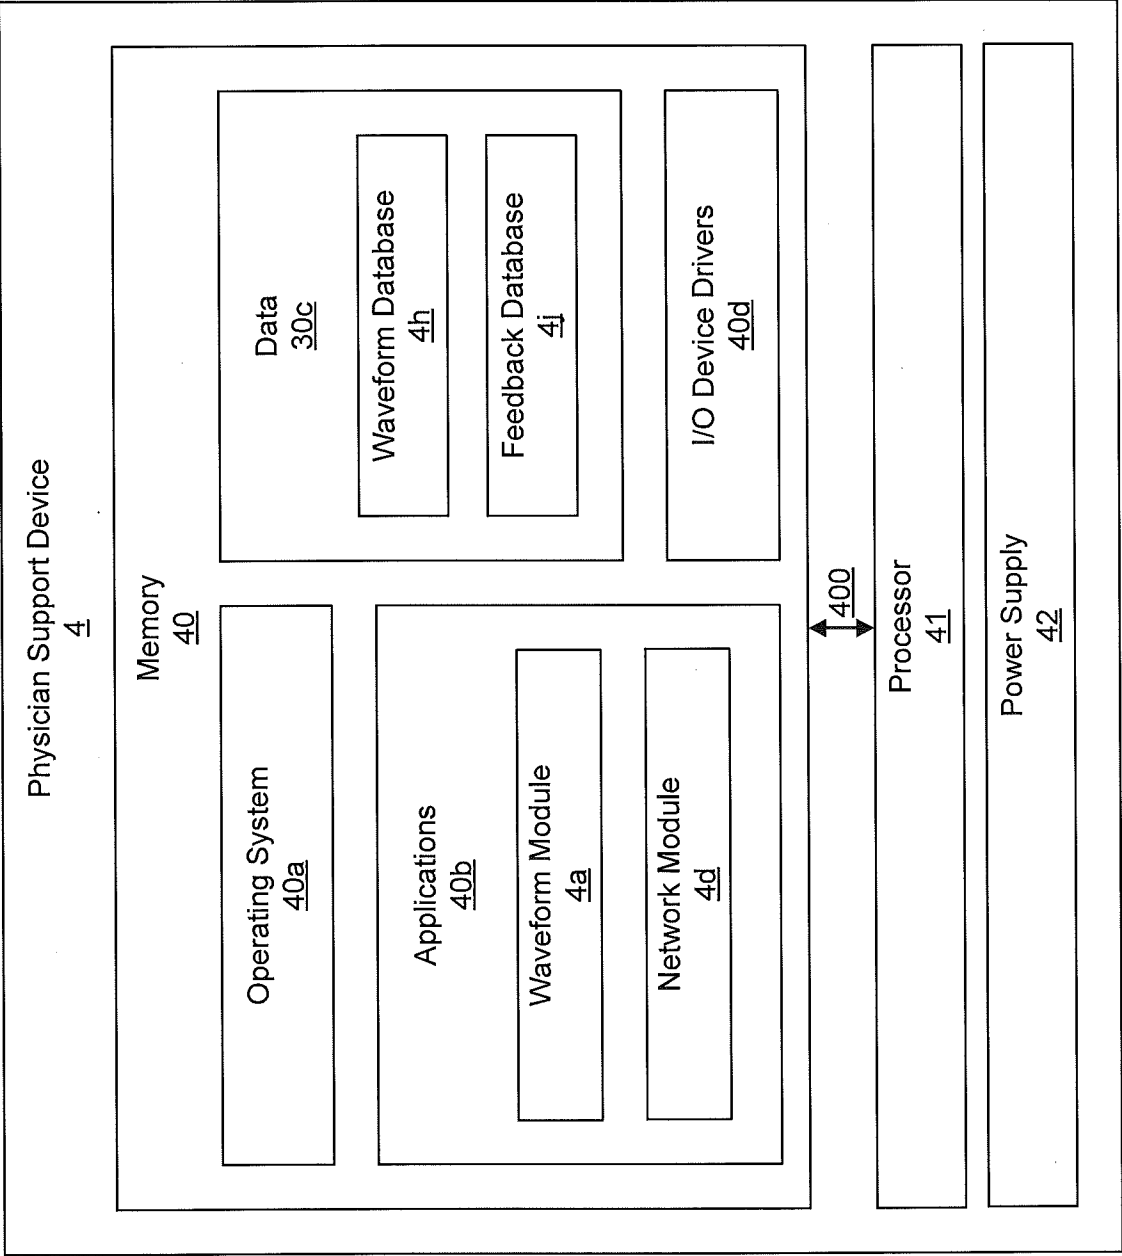 Physician Support Device
4
Memory
40
Operating System
40a
Applications
40b
Waveform Module
4a
Network Module
4d
Data
30c
Waveform Database
4h
Feedback Database
4i
I/O Device Drivers
40d
400
Processor
41
Power Supply
42